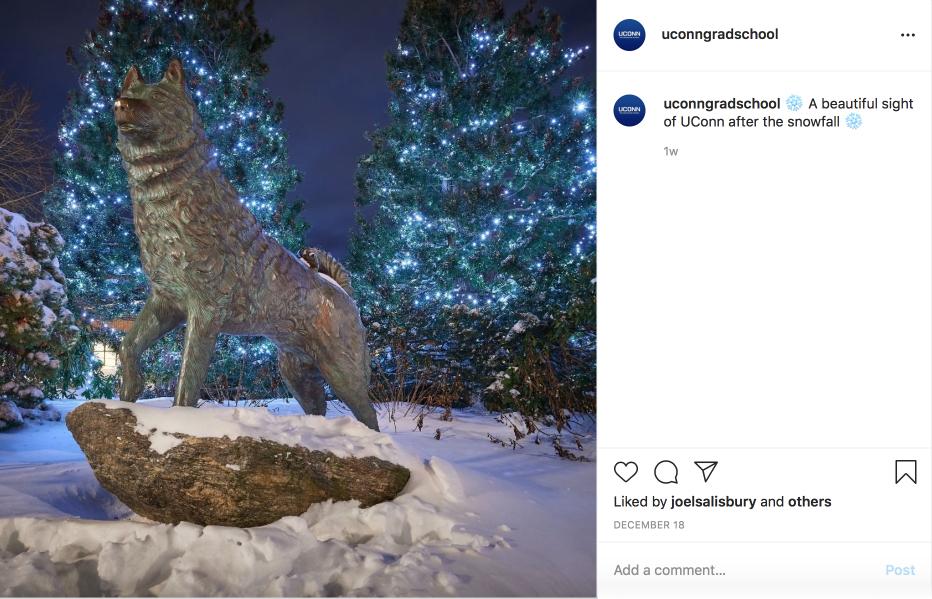 UCONN
uconngradschool
UCONN
uconngradschool ❄️ A beautiful sight
of UConn after the snowfall ❄️
1w
Liked by joelsalisbury and others
DECEMBER 18
Add a comment... Post